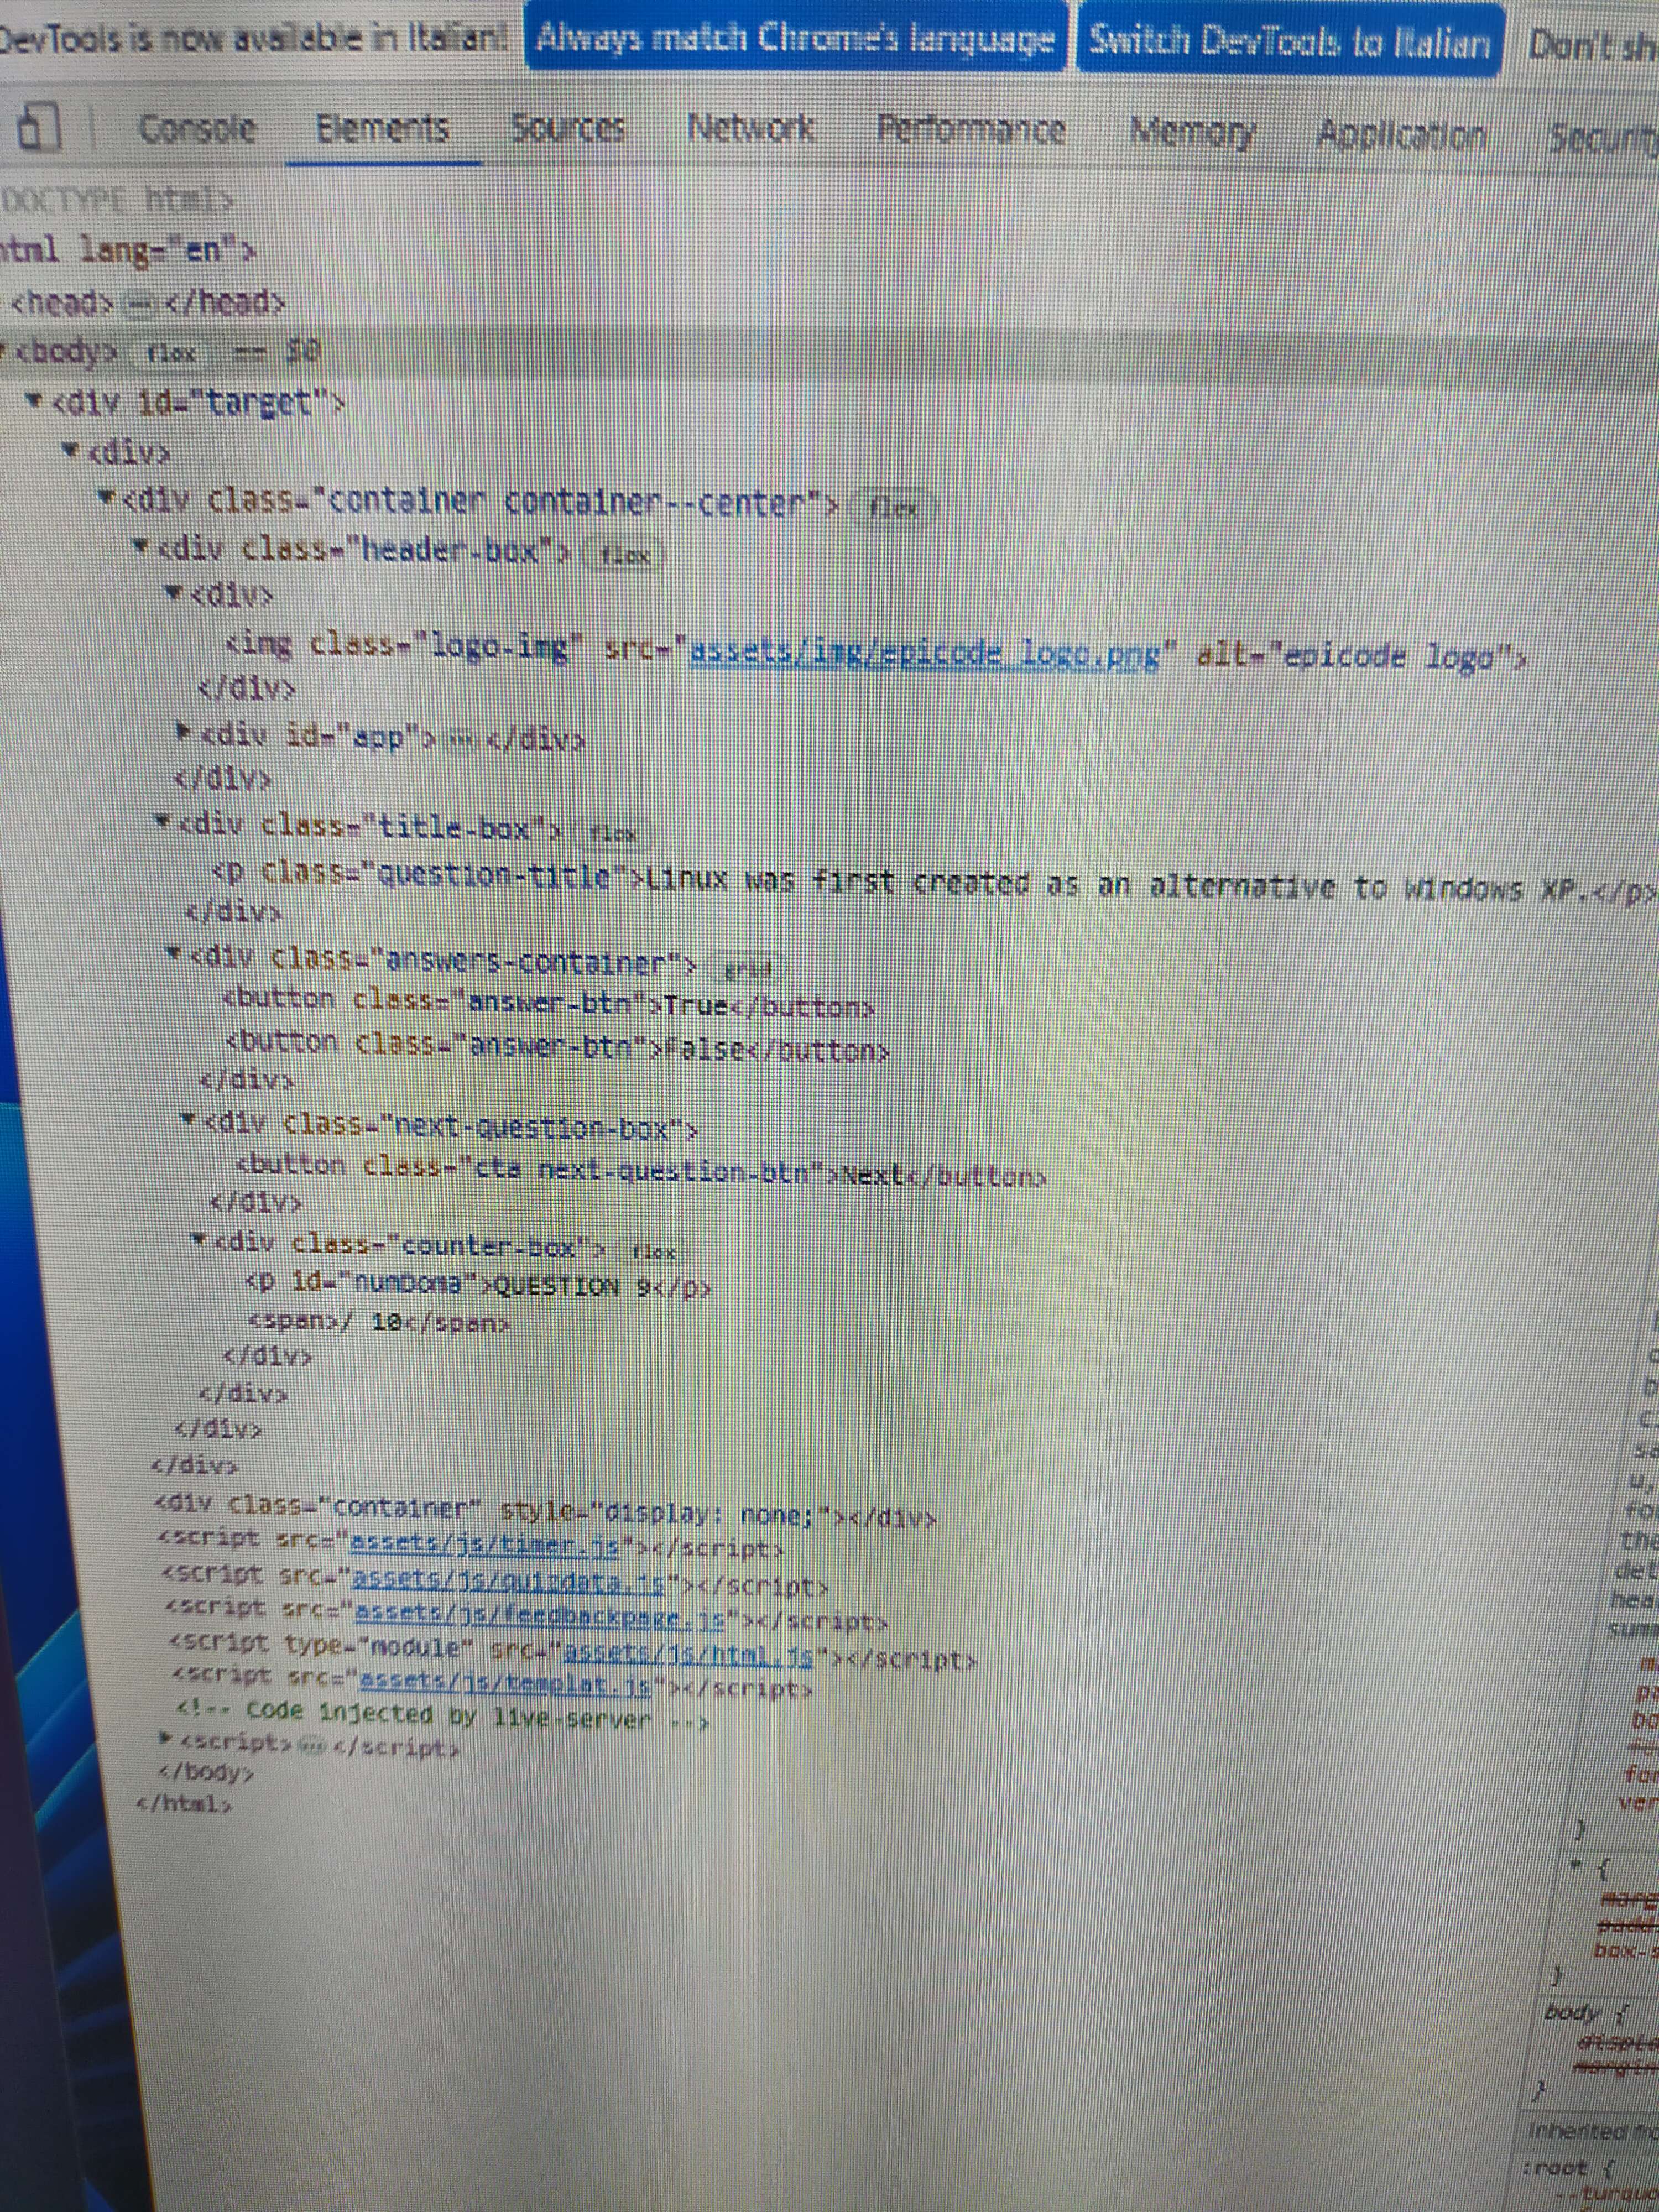 DevTools is now available in Italian! Always match Chrome's language Switch DevTools to Italian Don't
Console Elements Sources Network Performance Memory Application
DOCTYPE html>
html lang="en">
<head> </head>
<body> flex == $0
<div id="target">
<div>
<div class="container container--center"> flex
<div class="header-box"> flex
<div>
<img class="logo-img" src="assets/img/epicode_logo.png" alt="epicode logo">
</div>
<div id="app"> </div>
</div>
<div class="title-box"> flex
<p class="question-title">Linux was first created as an alternative to Windows XP.</p>
</div>
<div class="answers-container"> grid
<button class="answer-btn">True</button>
<button class="answer-btn">False</button>
</div>
<div class="next-question-box">
<button class="cta next-question-btn">Next</button>
</div>
<div class="counter-box"> flex
<p id="numDoma">QUESTION 9</p>
<span>/ 10</span>
</div>
</div>
</div>
</div>
<div class="container" style="display: none;"></div>
<script src="assets/js/timer.js"></script>
<script src="assets/js/quizdata.js"></script>
<script src="assets/js/feedbackpage.js"></script>
<script type="module" src="assets/js/html.js"></script>
<script src="assets/js/templat.js"></script>
<!-- Code injected by live-server -->
<script> </script>
</body>
</html>
}
* {
}
body {
}
Inherited
:root {